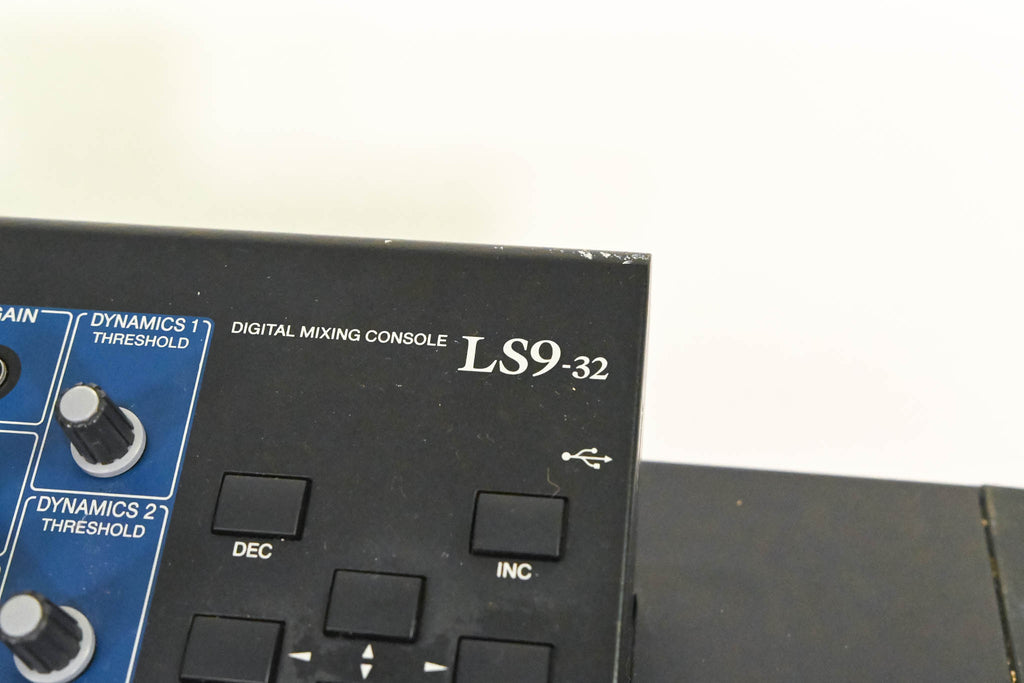 GAIN
DYNAMICS 1
THRESHOLD
DIGITAL MIXING CONSOLE LS9-32
DYNAMICS 2
THRESHOLD
DEC
INC